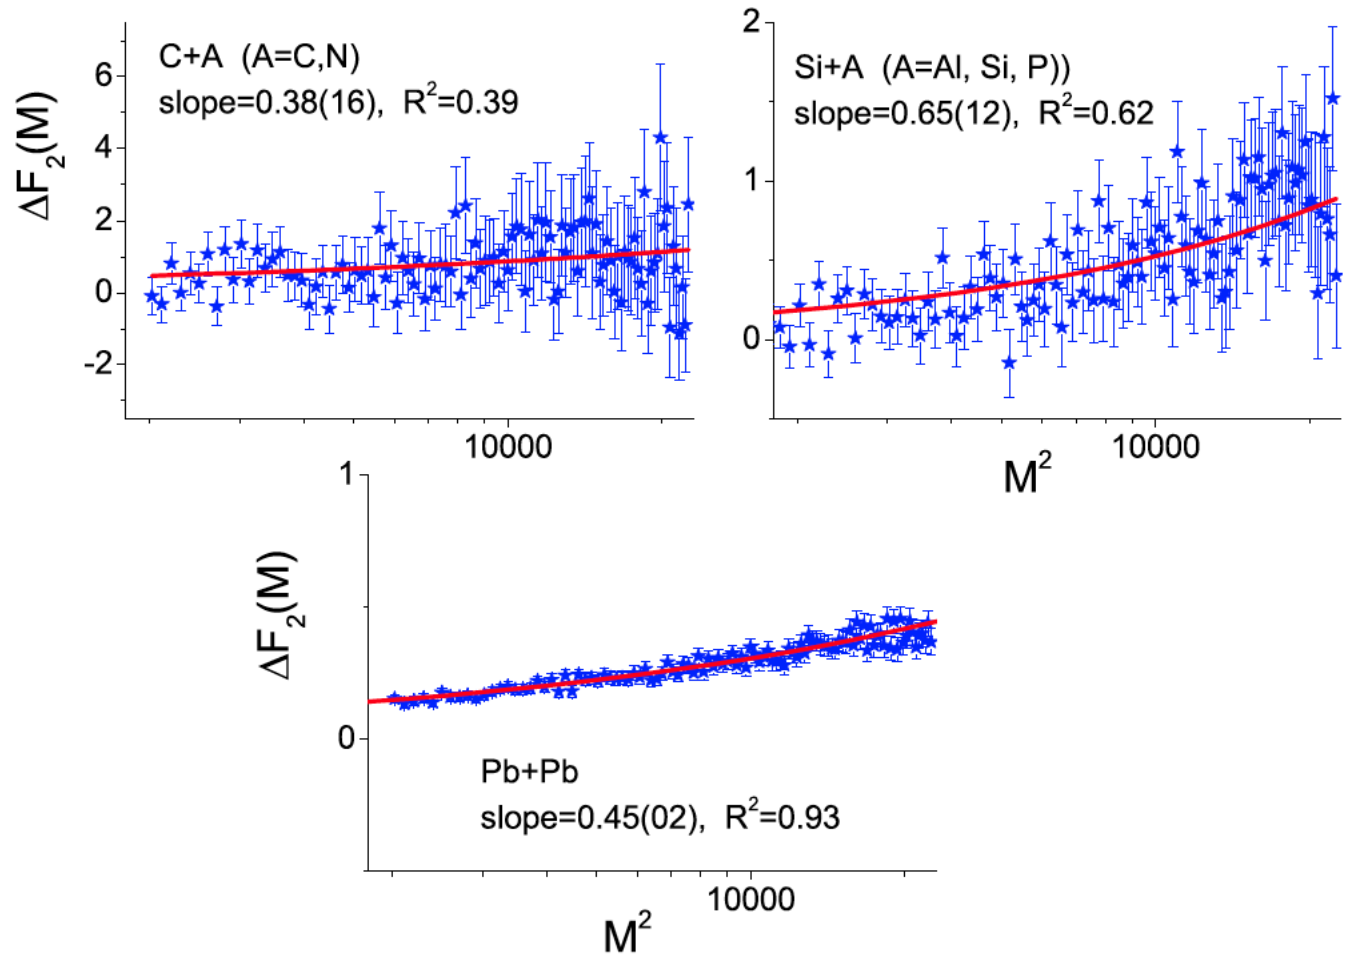 C+A (A=C,N)
slope=0.38(16), R²=0.39
ΔF₂(M)
6
4
2
0
-2
10000
Si+A (A=Al, Si, P))
slope=0.65(12), R²=0.62
2
1
0
10000
M²
1
0
ΔF₂(M)
Pb+Pb
slope=0.45(02), R²=0.93
10000
M²